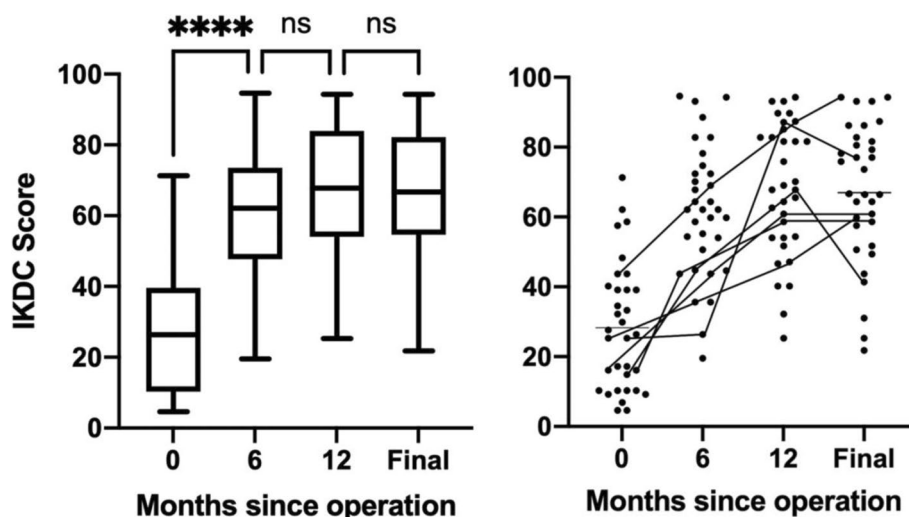 **** ns ns
100
80
60
40
20
0
IKDC Score
0 6 12 Final
Months since operation
100
80
60
40
20
0
0 6 12 Final
Months since operation